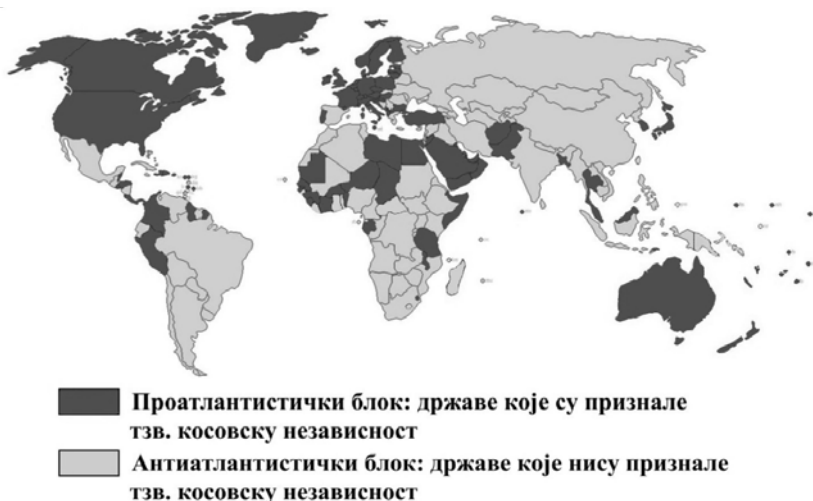 Проатлантистички блок: државе које су признале
тзв. косовску независност
Антиатлантистички блок: државе које нису признале
тзв. косовску независност